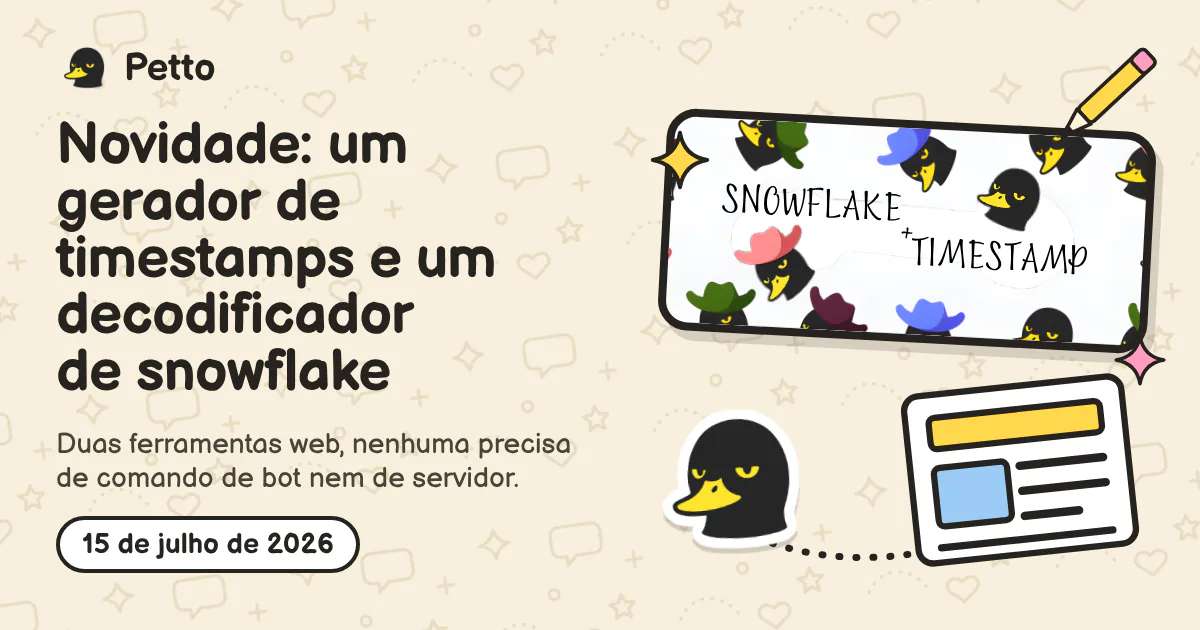 Petto
Novidade: um
gerador de
timestamps e um
decodificador
de snowflake
Duas ferramentas web, nenhuma precisa
de comando de bot nem de servidor.
15 de julho de 2026
SNOWFLAKE
+
TIMESTAMP